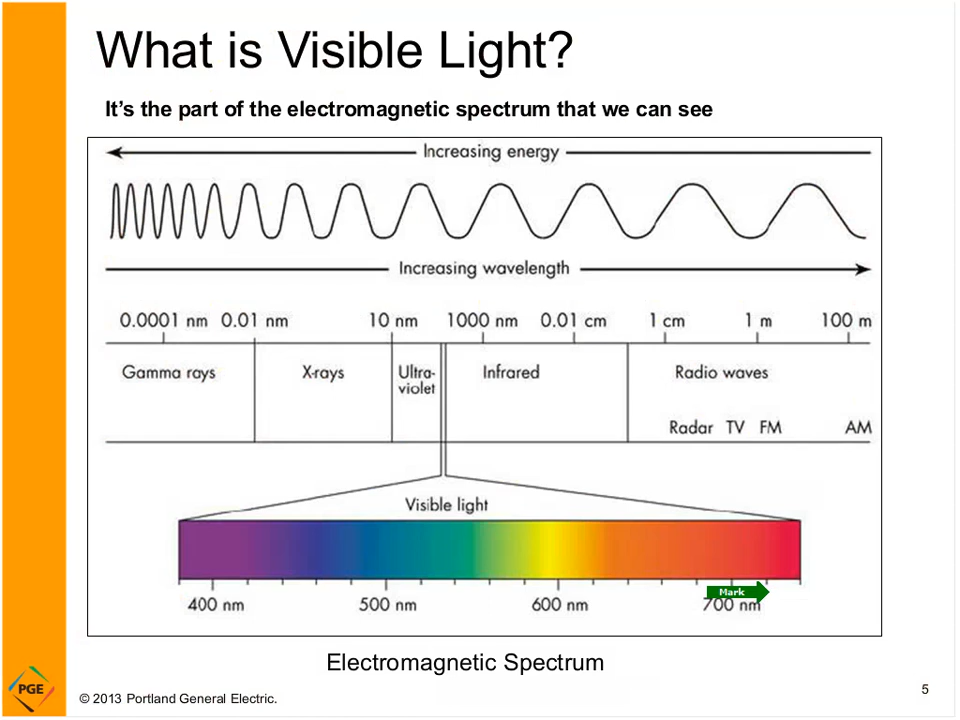 What is Visible Light?
It’s the part of the electromagnetic spectrum that we can see
Increasing energy
Increasing wavelength
0.0001 nm 0.01 nm 10 nm 1000 nm 0.01 cm 1 cm 1 m 100 m
Gamma rays X-rays Ultra-violet Infrared Radio waves
Radar TV FM AM
Visible light
Mark
400 nm 500 nm 600 nm 700 nm
Electromagnetic Spectrum
PGE
© 2013 Portland General Electric.
5